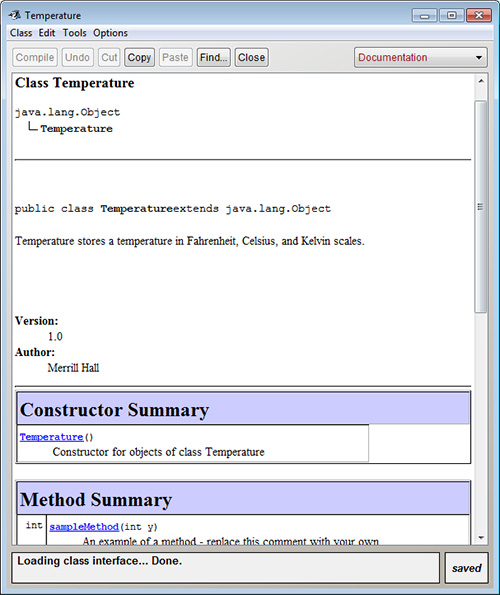 Temperature
Class Edit Tools Options
Compile Undo Cut Copy Paste Find... Close Documentation
Class Temperature
java.lang.Object
Temperature
public class Temperatureextends java.lang.Object
Temperature stores a temperature in Fahrenheit, Celsius, and Kelvin scales.
Version:
1.0
Author:
Merrill Hall
Constructor Summary
Temperature()
Constructor for objects of class Temperature
Method Summary
int sampleMethod(int y)
An example of a method - replace this comment with your own
Loading class interface... Done.
saved